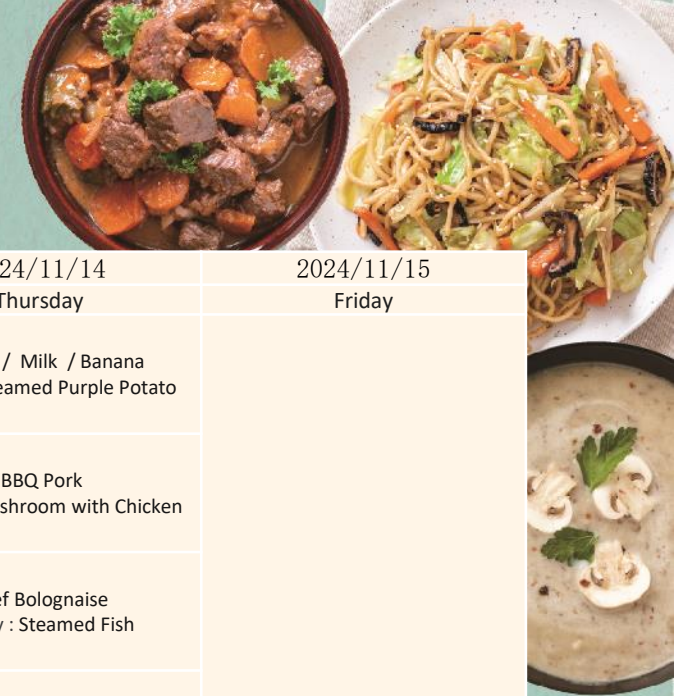 24/11/14
2024/11/15
Thursday
Friday
/ Milk / Banana
eamed Purple Potato
BBQ Pork
shroom with Chicken
ef Bolognaise
: Steamed Fish